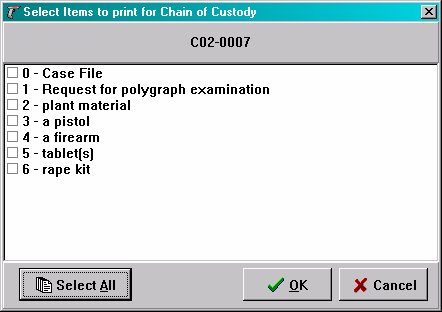 Select Items to print for Chain of Custody
C02-0007
0 - Case File
1 - Request for polygraph examination
2 - plant material
3 - a pistol
4 - a firearm
5 - tablet(s)
6 - rape kit
Select All
OK
Cancel